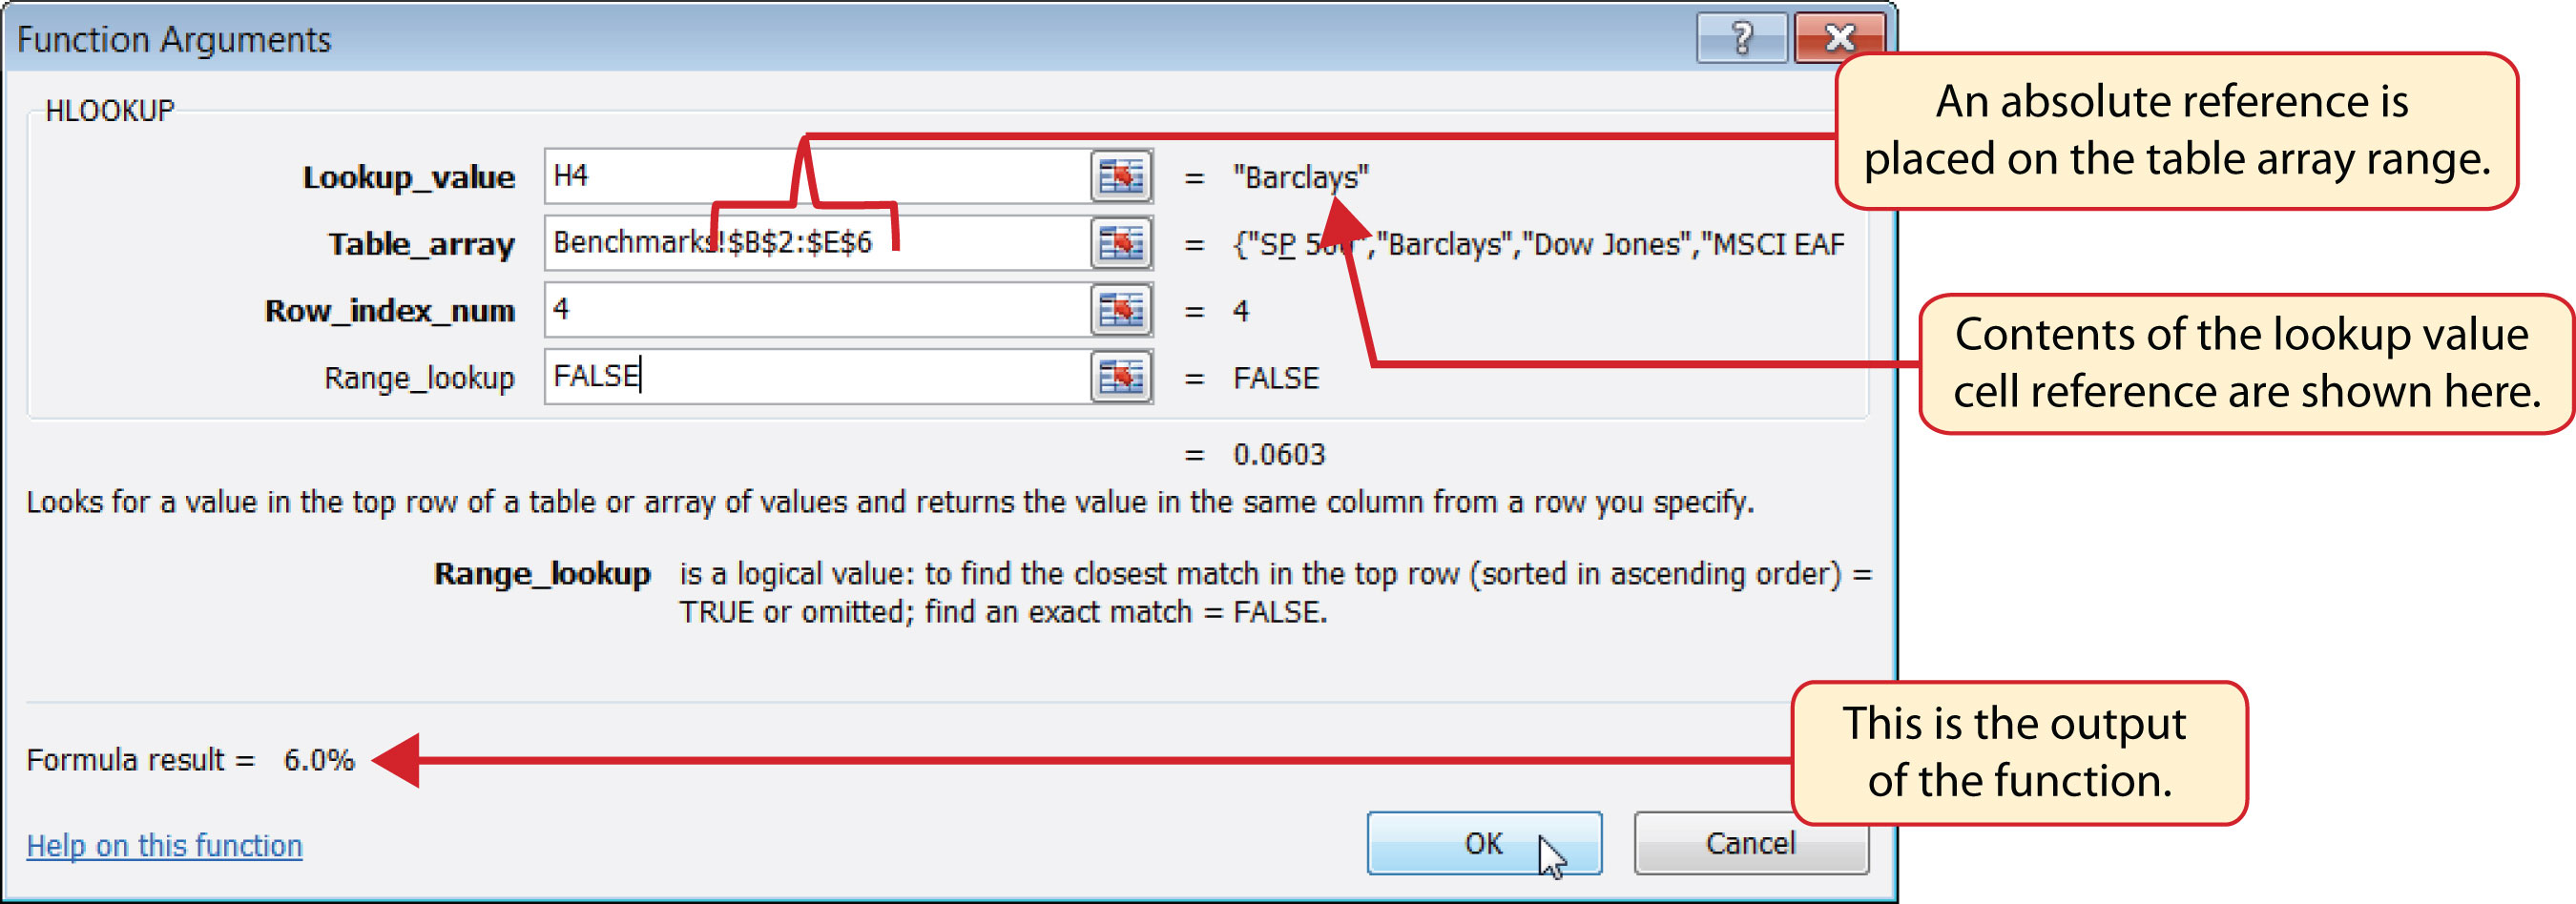 Function Arguments
?
An absolute reference is
placed on the table array range.
HLOOKUP
Lookup_value H4 = "Barclays"
Table_array Benchmarks!$B$2:$E$6 = {"SP 500","Barclays","Dow Jones","MSCI EAF
Row_index_num 4 = 4
Range_lookup FALSE = FALSE
Contents of the lookup value
cell reference are shown here.
= 0.0603
Looks for a value in the top row of a table or array of values and returns the value in the same column from a row you specify.
Range_lookup is a logical value: to find the closest match in the top row (sorted in ascending order) =
TRUE or omitted; find an exact match = FALSE.
This is the output
of the function.
Formula result = 6.0%
Help on this function
OK
Cancel